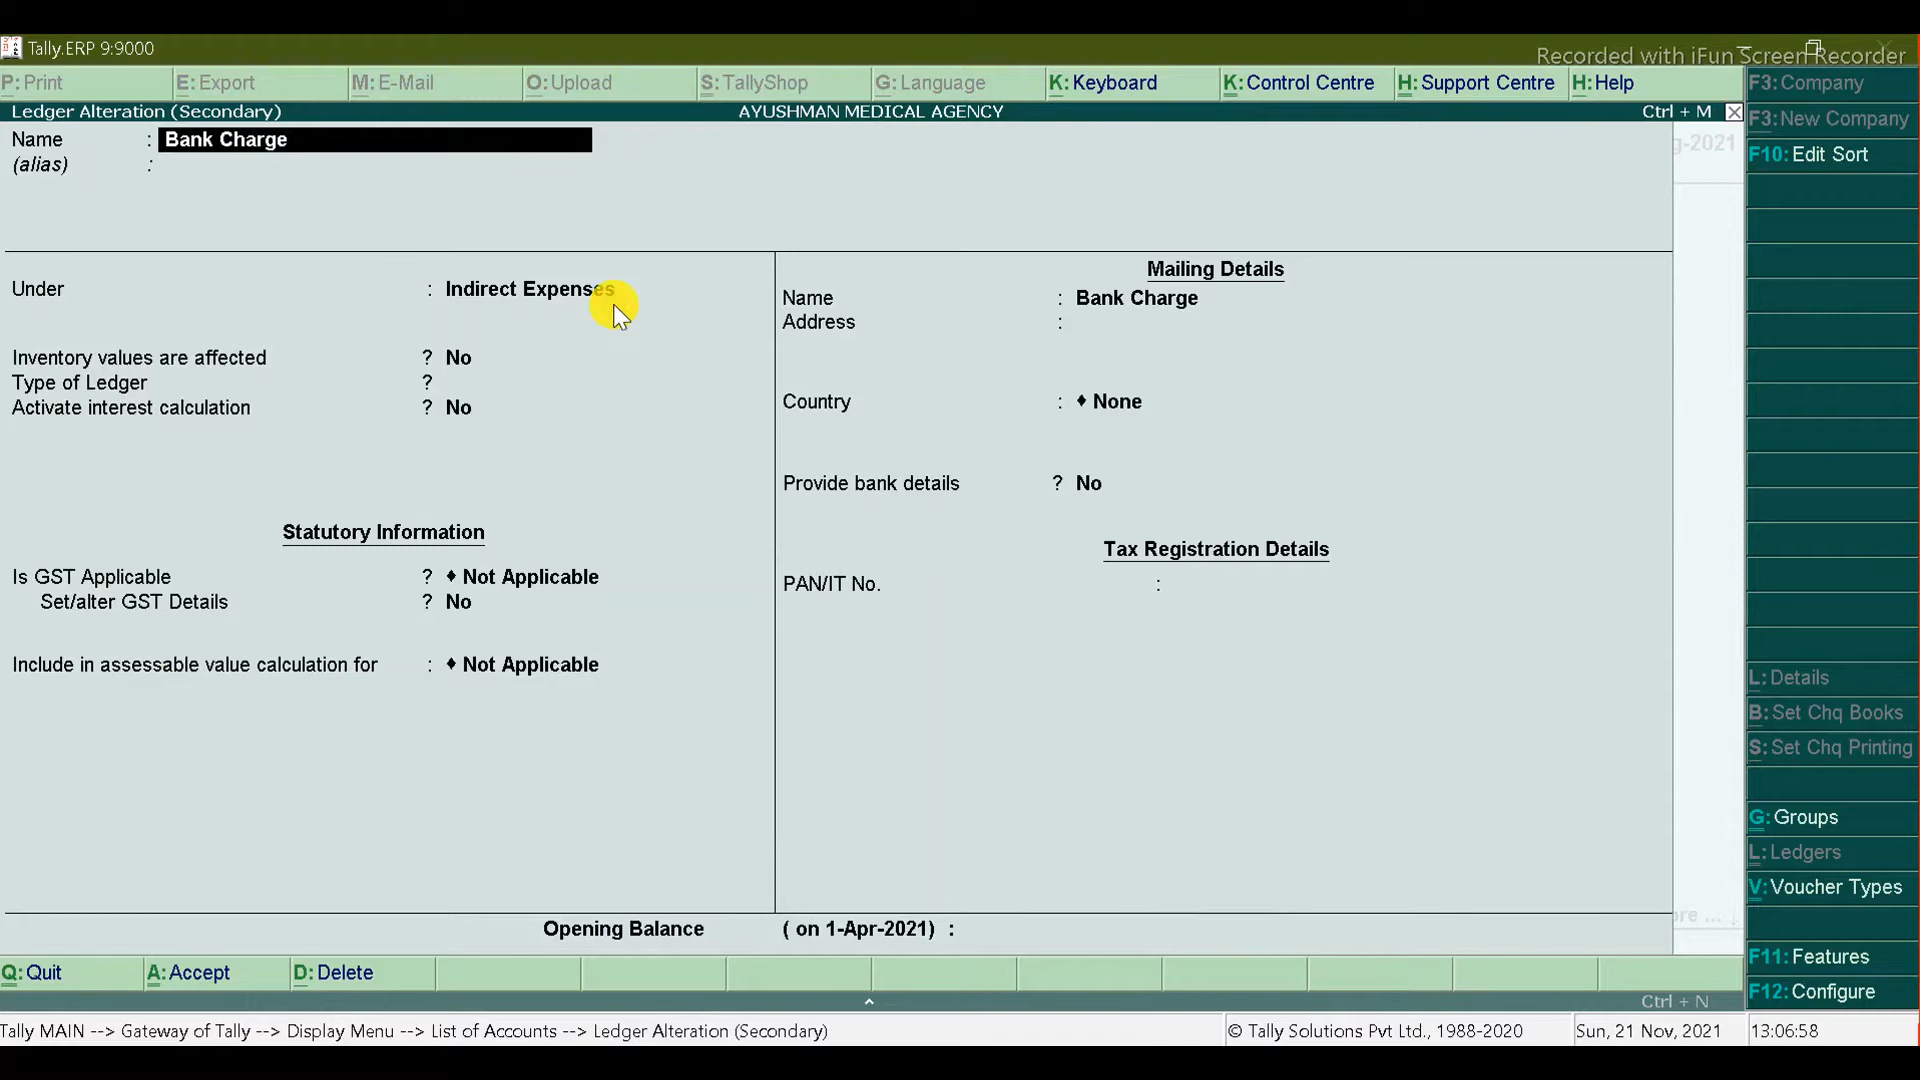 Tally.ERP 9:9000
Recorded with iFun Screen Recorder
P: Print E: Export M: E-Mail O: Upload S: TallyShop G: Language K: Keyboard K: Control Centre H: Support Centre H: Help
F3: Company
Ledger Alteration (Secondary) AYUSHMAN MEDICAL AGENCY Ctrl + M
F3: New Company
Name : Bank Charge
g-2021
F10: Edit Sort
(alias) :
Mailing Details
Under : Indirect Expenses
Name : Bank Charge
Address :
Inventory values are affected ? No
Type of Ledger ?
Activate interest calculation ? No
Country : ♦ None
Provide bank details ? No
Statutory Information
Tax Registration Details
Is GST Applicable ? ♦ Not Applicable
Set/alter GST Details ? No
PAN/IT No. :
Include in assessable value calculation for : ♦ Not Applicable
L: Details
B: Set Chq Books
S: Set Chq Printing
G: Groups
L: Ledgers
V: Voucher Types
ore ...
Opening Balance ( on 1-Apr-2021) :
F11: Features
Q: Quit A: Accept D: Delete
F12: Configure
Ctrl + N
Tally MAIN --> Gateway of Tally --> Display Menu --> List of Accounts --> Ledger Alteration (Secondary) © Tally Solutions Pvt Ltd., 1988-2020 Sun, 21 Nov, 2021 13:06:58